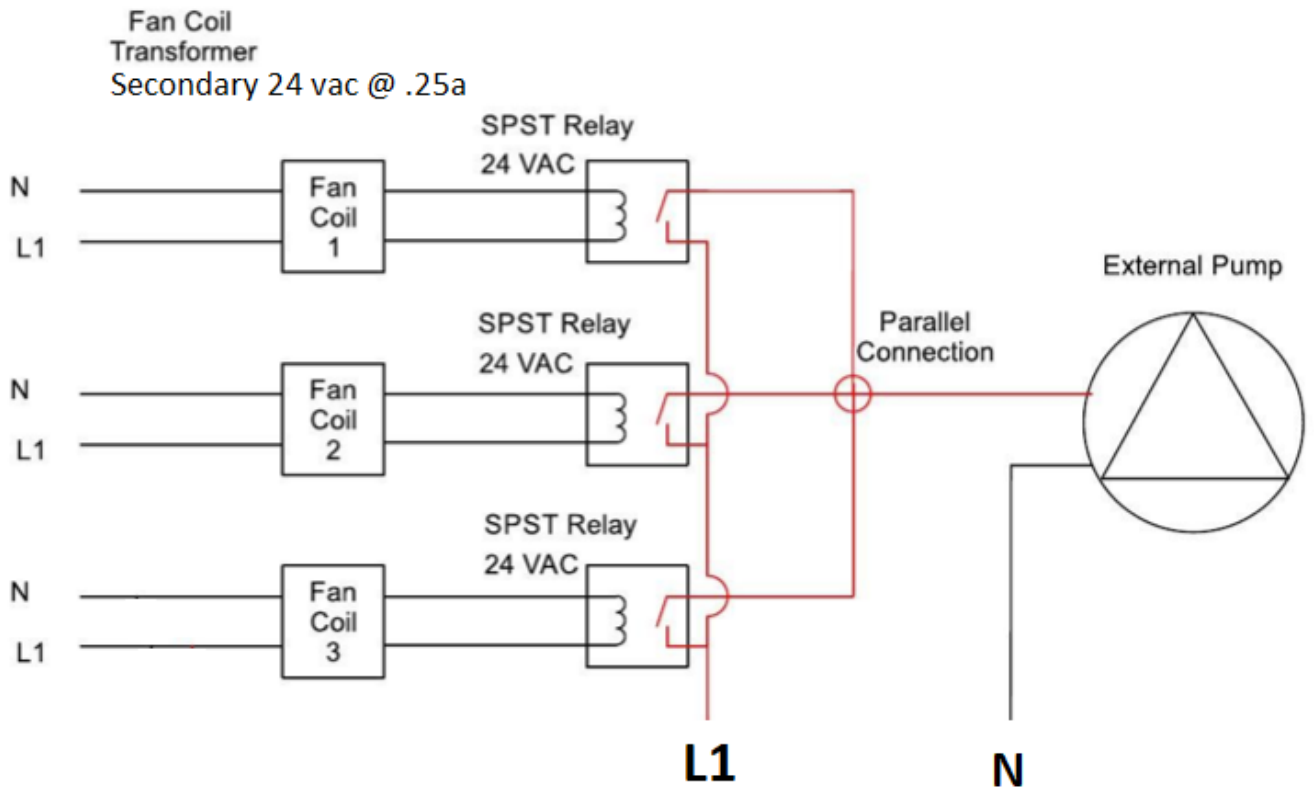 Fan Coil
Transformer
Secondary 24 vac @ .25a
SPST Relay
24 VAC
N
L1
Fan
Coil
1
External Pump
SPST Relay
24 VAC
Parallel
Connection
N
L1
Fan
Coil
2
SPST Relay
24 VAC
N
L1
Fan
Coil
3
L1
N